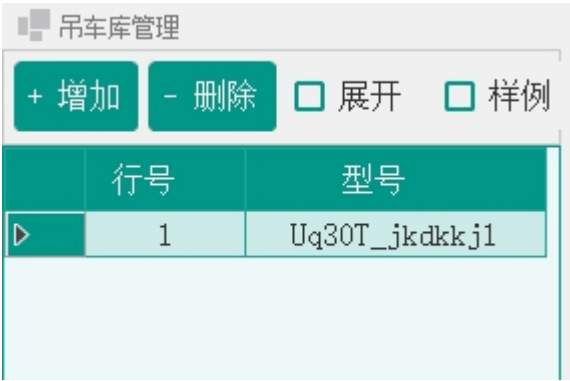 吊车库管理
+ 增加 - 删除 展开 样例
行号 型号
1 Uq30T_jkdkkj1